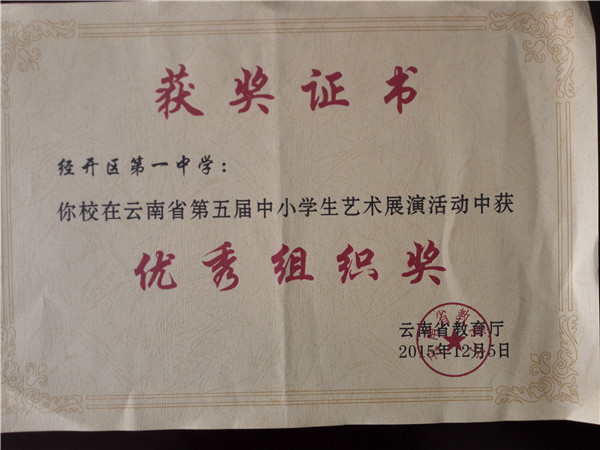 获奖证书
经开区第一中学：
你校在云南省第五届中小学生艺术展演活动中获
优秀组织奖
云南省教育厅
2015年12月5日